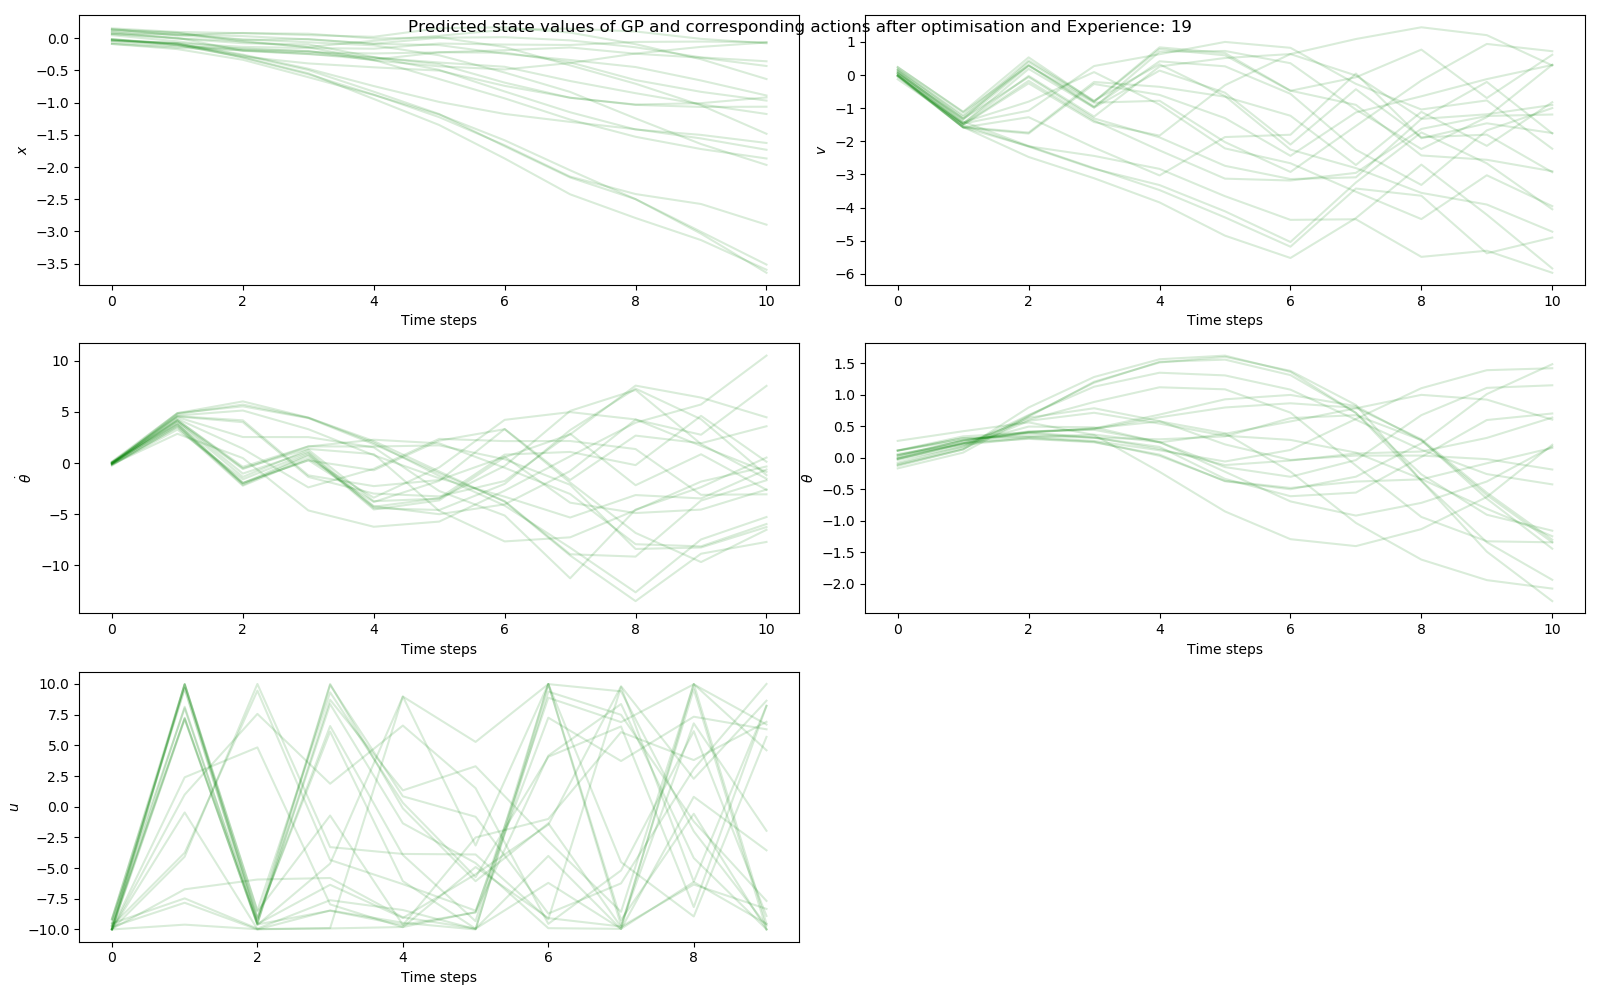 Predicted state values of GP and corresponding actions after optimisation and Experience: 19
0.0
−0.5
−1.0
−1.5
−2.0
−2.5
−3.0
−3.5
x
0 2 4 6 8 10
Time steps
1
0
−1
−2
−3
−4
−5
−6
v
0 2 4 6 8 10
Time steps
10
5
0
−5
−10
θ̇
0 2 4 6 8 10
Time steps
1.5
1.0
0.5
0.0
−0.5
−1.0
−1.5
−2.0
θ
0 2 4 6 8 10
Time steps
10.0
7.5
5.0
2.5
0.0
−2.5
−5.0
−7.5
−10.0
u
0 2 4 6 8
Time steps